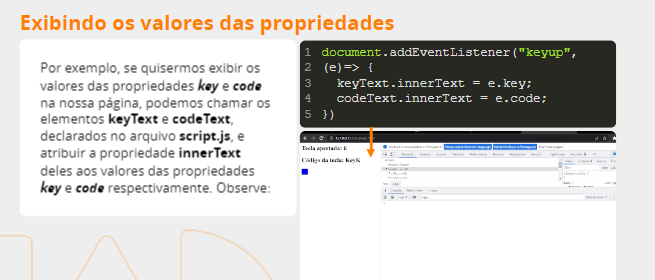 Exibindo os valores das propriedades
Por exemplo, se quisermos exibir os
valores das propriedades key e code
na nossa página, podemos chamar os
elementos keyText e codeText,
declarados no arquivo script.js, e
atribuir a propriedade innerText
deles aos valores das propriedades
key e code respectivamente. Observe:
1 document.addEventListener("keyup",
2 (e)=> {
3 keyText.innerText = e.key;
4 codeText.innerText = e.code;
5 })
Tecla apertada: k
Código da tecla: KeyK